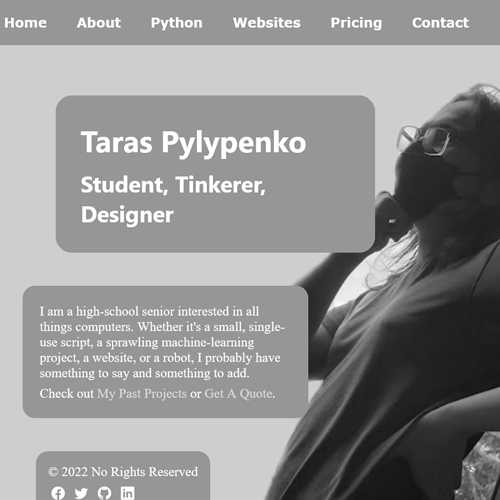 Home About Python Websites Pricing Contact
Taras Pylypenko
Student, Tinkerer,
Designer
I am a high-school senior interested in all
things computers. Whether it's a small, single-
use script, a sprawling machine-learning
project, a website, or a robot, I probably have
something to say and something to add.
Check out My Past Projects or Get A Quote.
© 2022 No Rights Reserved